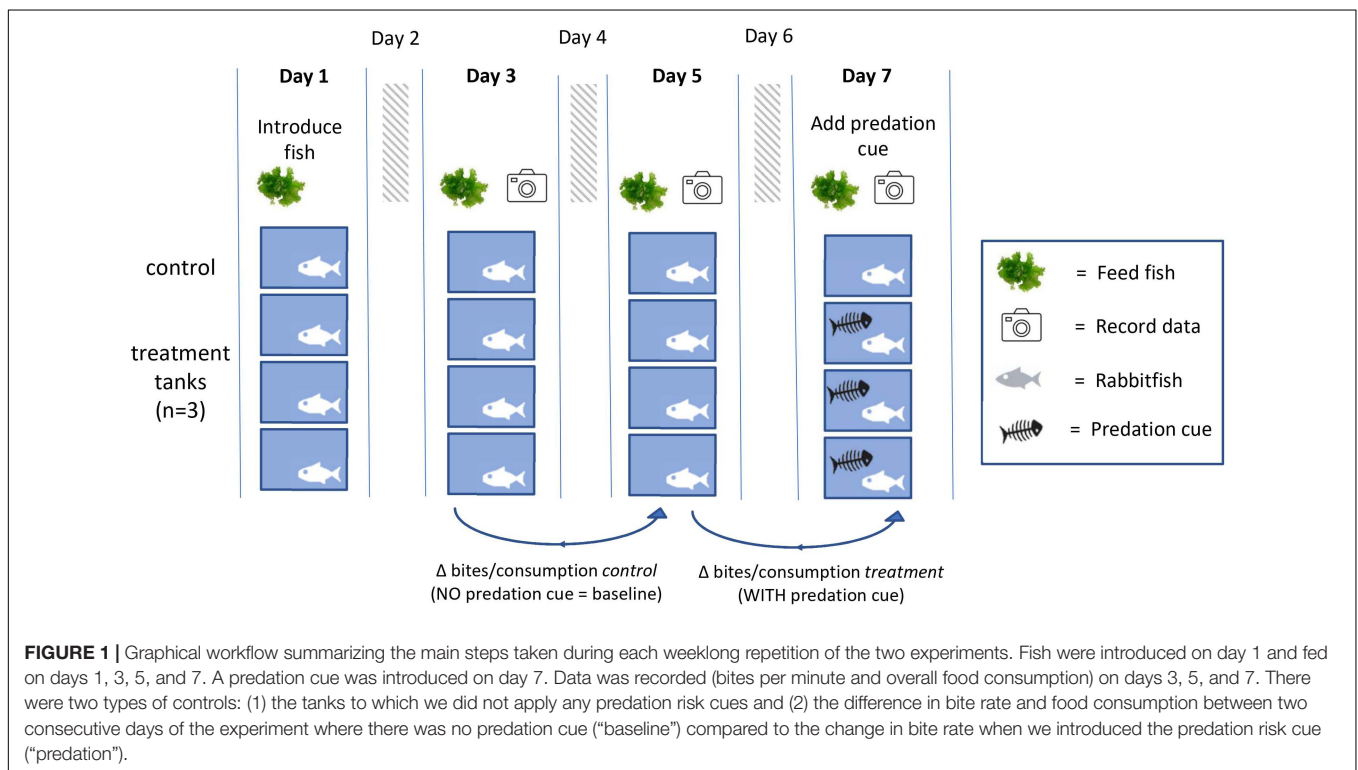 Day 2
Day 4
Day 6
Day 1
Day 3
Day 5
Day 7
Introduce
fish
Add predation
cue
control
treatment
tanks
(n=3)
= Feed fish
= Record data
= Rabbitfish
= Predation cue
Δ bites/consumption control
(NO predation cue = baseline)
Δ bites/consumption treatment
(WITH predation cue)
FIGURE 1 | Graphical workflow summarizing the main steps taken during each weeklong repetition of the two experiments. Fish were introduced on day 1 and fed
on days 1, 3, 5, and 7. A predation cue was introduced on day 7. Data was recorded (bites per minute and overall food consumption) on days 3, 5, and 7. There
were two types of controls: (1) the tanks to which we did not apply any predation risk cues and (2) the difference in bite rate and food consumption between two
consecutive days of the experiment where there was no predation cue (“baseline”) compared to the change in bite rate when we introduced the predation risk cue
(“predation”).